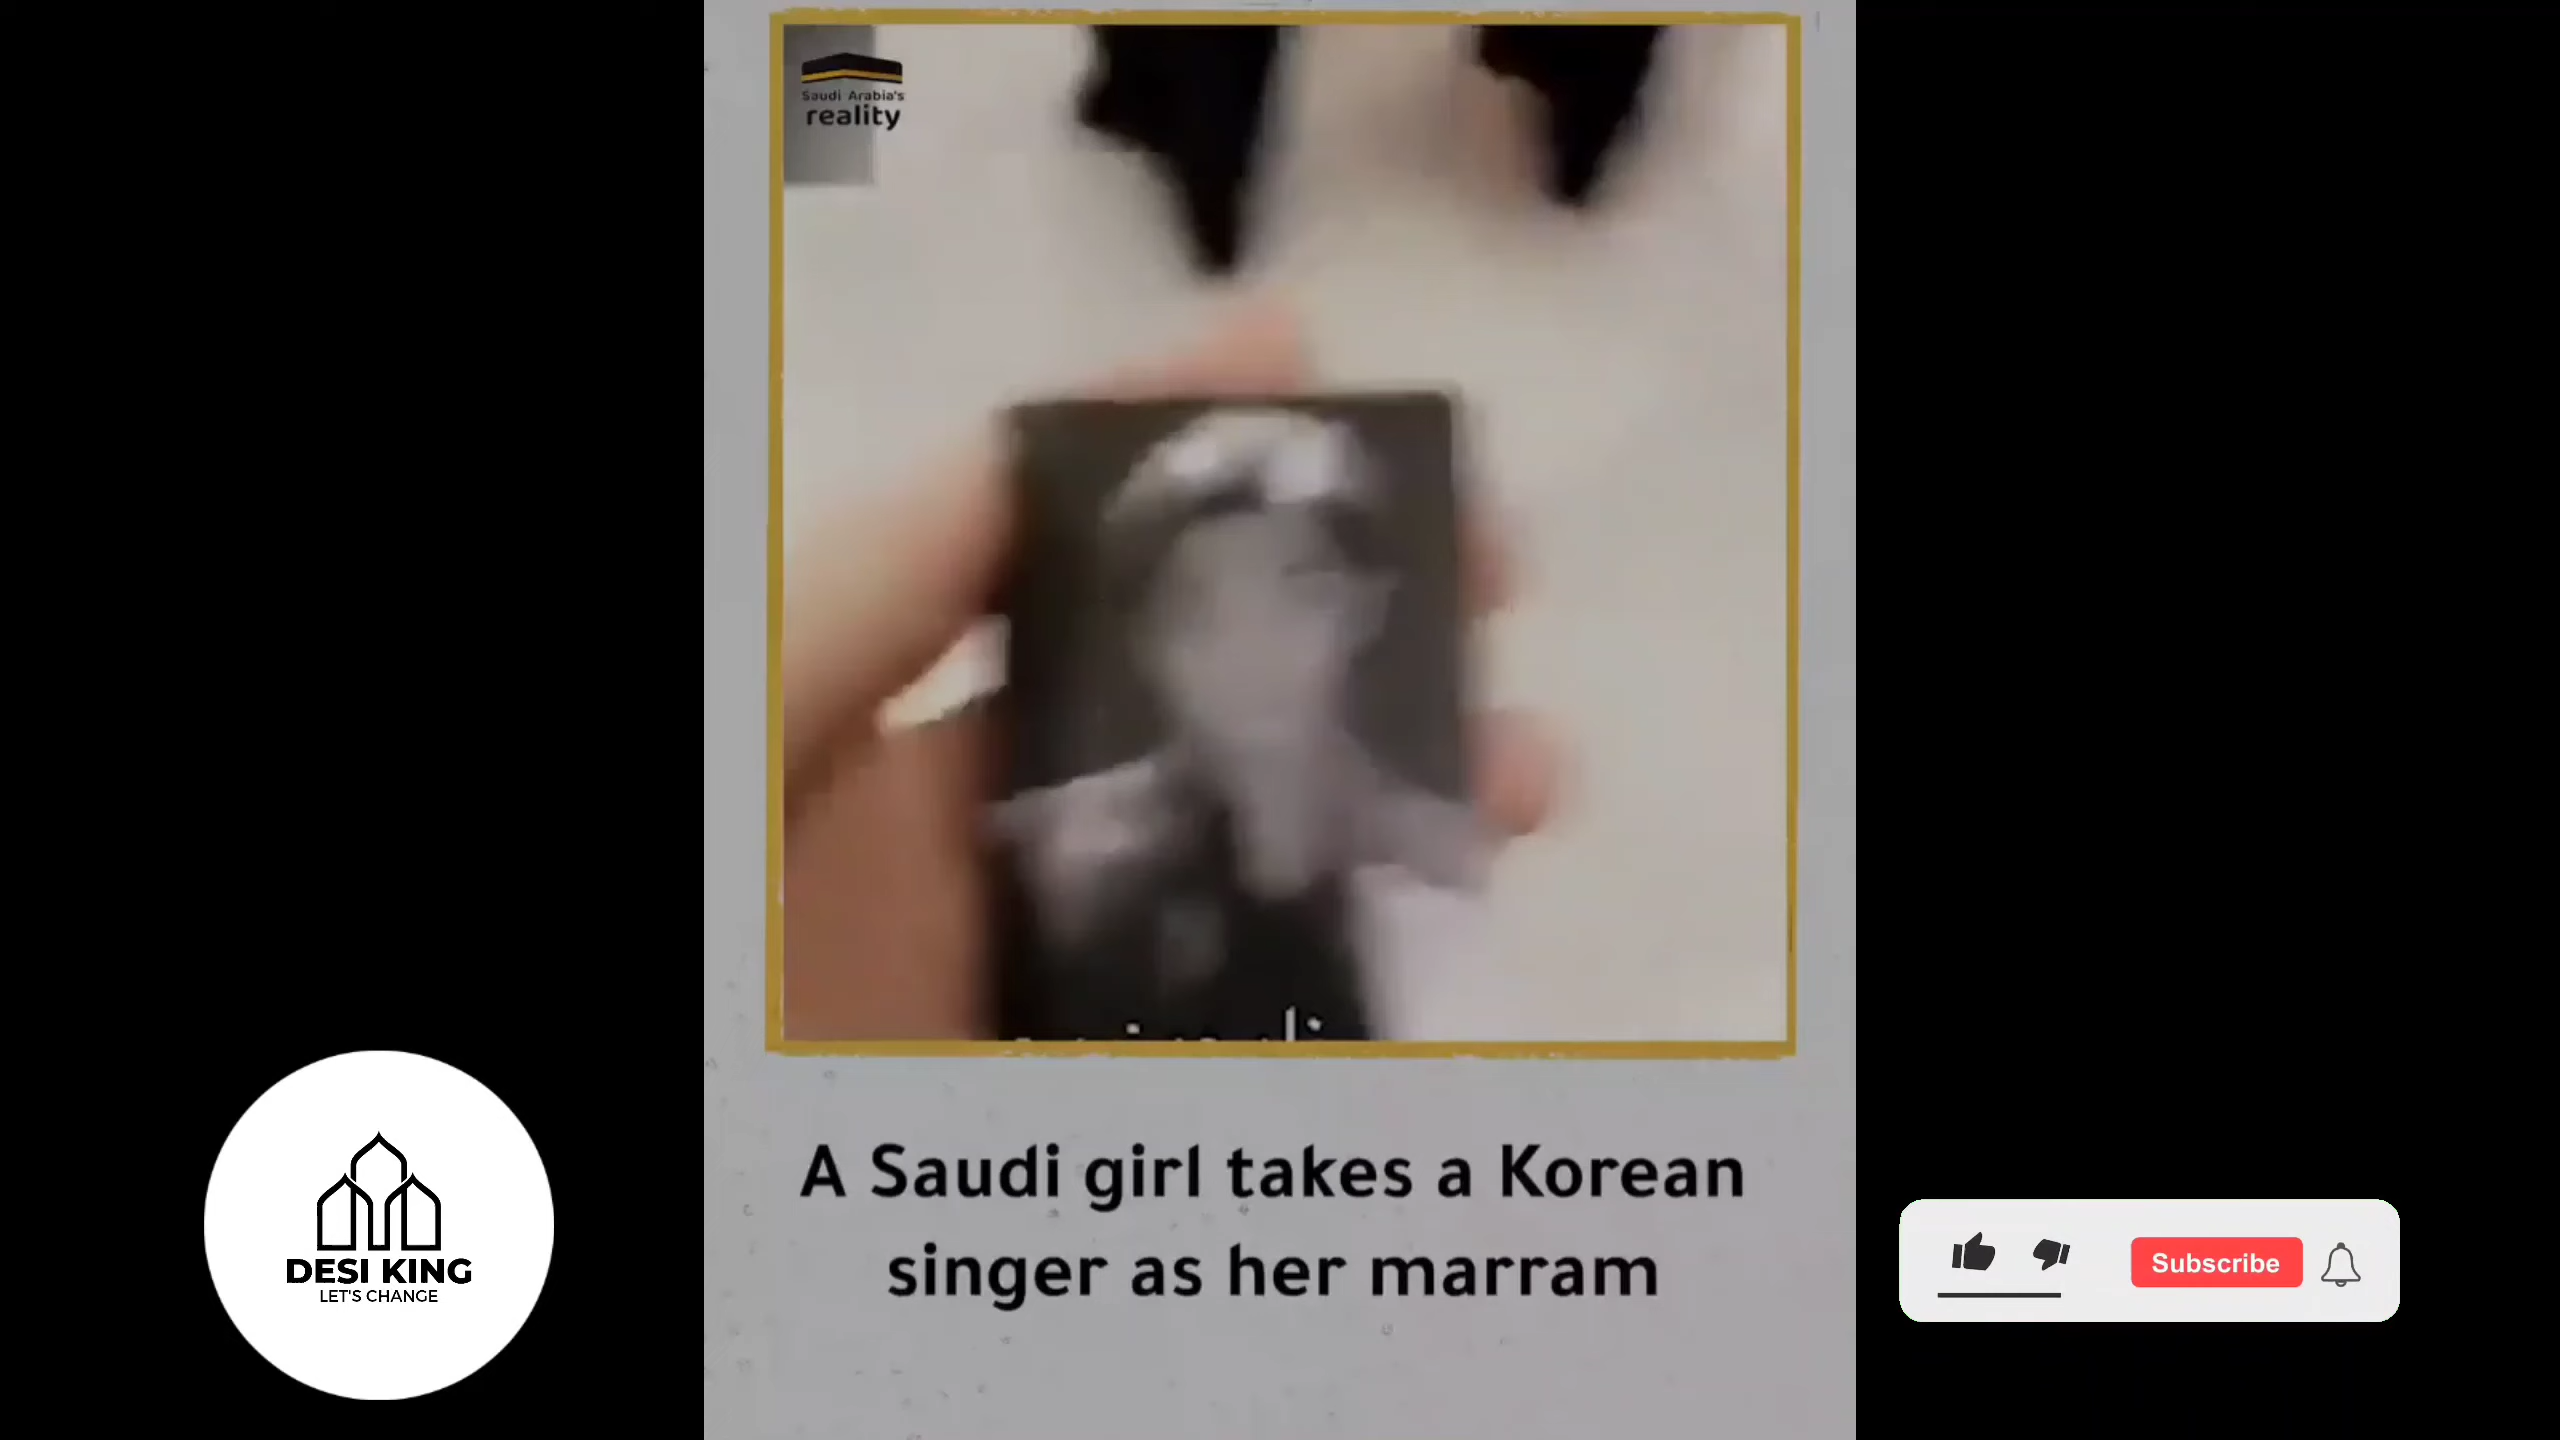 Saudi Arabia's
reality
A Saudi girl takes a Korean
singer as her marram
DESI KING
LET'S CHANGE
Subscribe